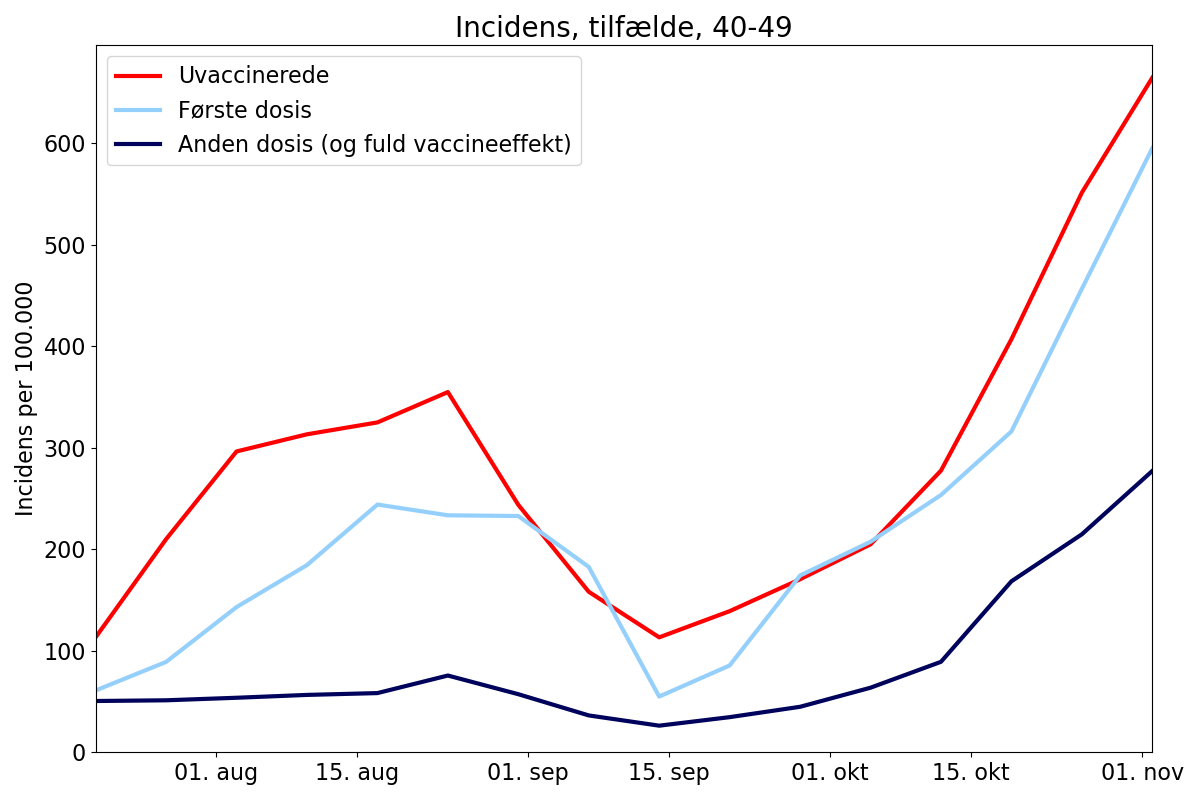 Incidens, tilfælde, 40-49
Uvaccinerede
Første dosis
Anden dosis (og fuld vaccineeffekt)
Incidens per 100.000
600
500
400
300
200
100
0
01. aug
15. aug
01. sep
15. sep
01. okt
15. okt
01. nov